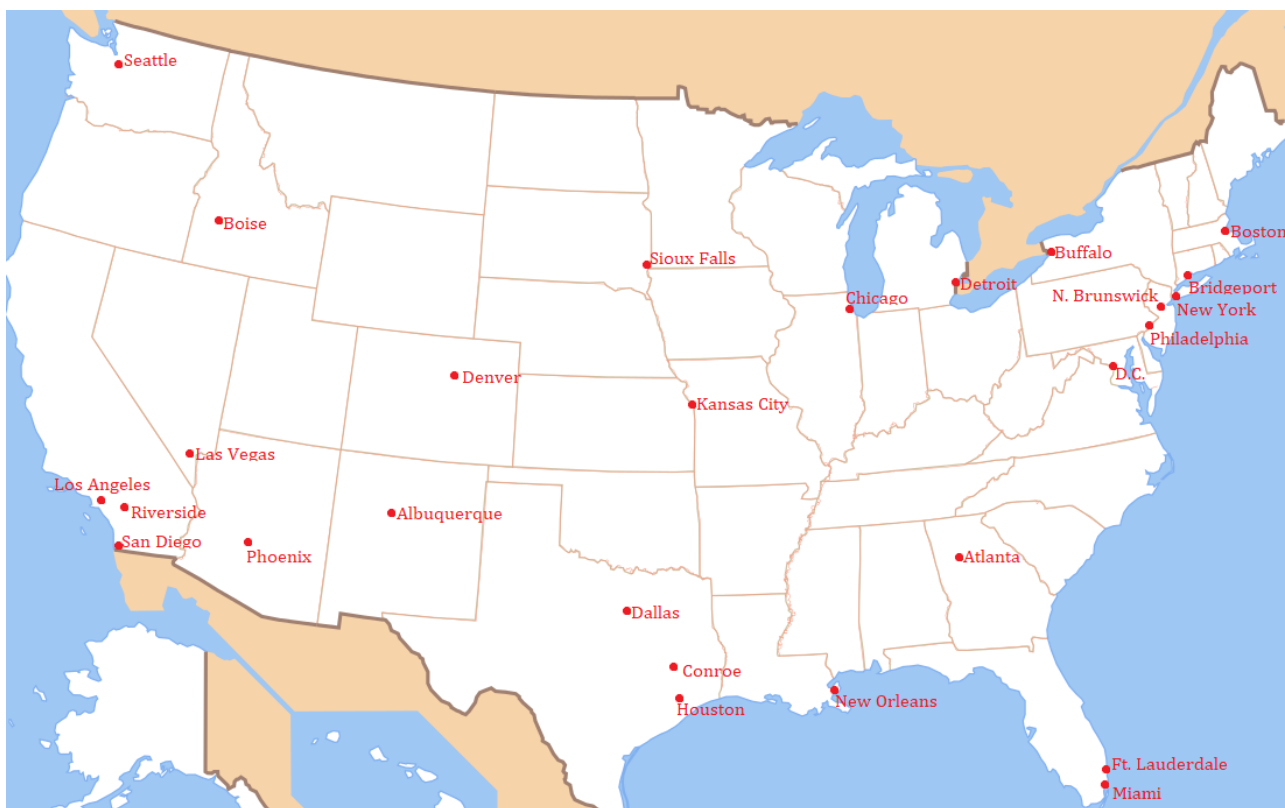 Seattle
Boise
Boston
Sioux Falls
Buffalo
Detroit
Bridgeport
Chicago
N. Brunswick
New York
Philadelphia
Denver
D.C.
Kansas City
Las Vegas
Los Angeles
Riverside
Albuquerque
San Diego
Phoenix
Atlanta
Dallas
Conroe
New Orleans
Houston
Ft. Lauderdale
Miami